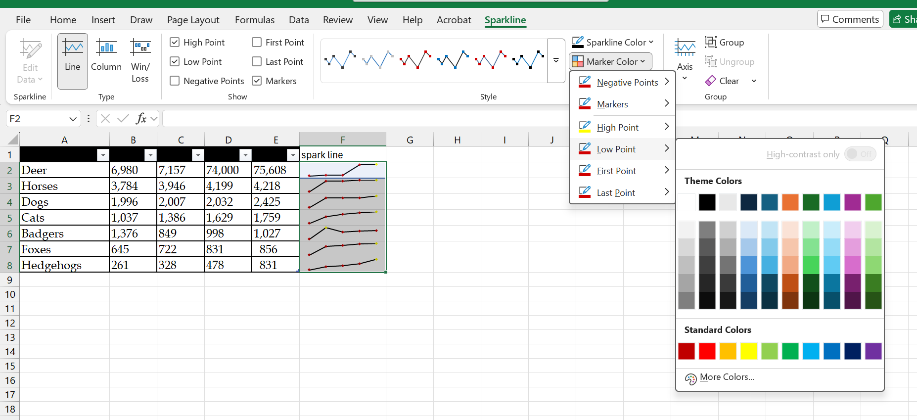 File Home Insert Draw Page Layout Formulas Data Review View Help Acrobat Sparkline Comments
Edit Data
Line Column Win/ Loss
High Point First Point
Low Point Last Point
Negative Points Markers
Sparkline Color
Marker Color
Axis
Group
Ungroup
Clear
Sparkline Type Show Style Group
F2 fx
Negative Points
Markers
High Point
Low Point
First Point
Last Point
High-contrast only Off
Theme Colors
Standard Colors
More Colors...
A B C D E F G H I J Q
1 spark line
2 Deer 6,980 7,157 74,000 75,608
3 Horses 3,784 3,946 4,199 4,218
4 Dogs 1,996 2,007 2,032 2,425
5 Cats 1,037 1,386 1,629 1,759
6 Badgers 1,376 849 998 1,027
7 Foxes 645 722 831 856
8 Hedgehogs 261 328 478 831
9
10
11
12
13
14
15
16
17
18